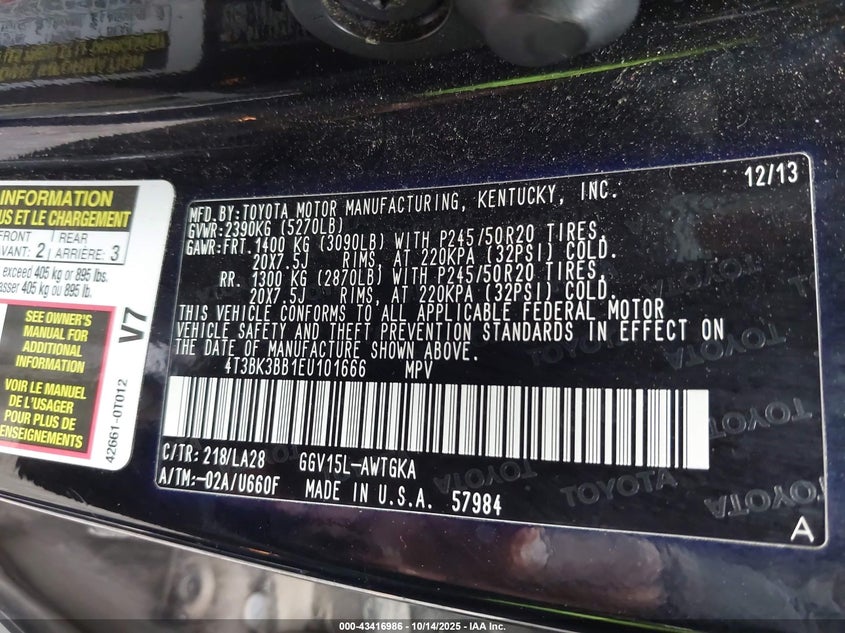 INFORMATION
US ET LE CHARGEMENT
FRONT
AVANT: 2
REAR
ARRIÈRE: 3
exceed 405 kg or 895 lbs.
asser 405 kg ou 895 lb.
SEE OWNER'S
MANUAL FOR
ADDITIONAL
INFORMATION
VOIR LE MANUEL
DE L'USAGER
POUR PLUS DE
RENSEIGNEMENTS
V7
42661-0T012
12/13
MFD.BY:TOYOTA MOTOR MANUFACTURING, KENTUCKY, INC.
GVWR:2390KG (5270LB)
GAWR:FRT.1400 KG (3090LB) WITH P245/50R20 TIRES,
20X7.5J RIMS, AT 220KPA (32PSI) COLD.
RR. 1300 KG (2870LB) WITH P245/50R20 TIRES,
20X7.5J RIMS, AT 220KPA (32PSI) COLD.
THIS VEHICLE CONFORMS TO ALL APPLICABLE FEDERAL MOTOR
VEHICLE SAFETY AND THEFT PREVENTION STANDARDS IN EFFECT ON
THE DATE OF MANUFACTURE SHOWN ABOVE.
4T3BK3BB1EU101666 MPV
C/TR:218/LA28 GGV15L-AWTGKA
A/TM:-02A/U660F MADE IN U.S.A. 57984
A
TOYOTA
TOYOTA
TOYOTA
TOYOTA
000-43416986 - 10/14/2025 - IAA Inc.